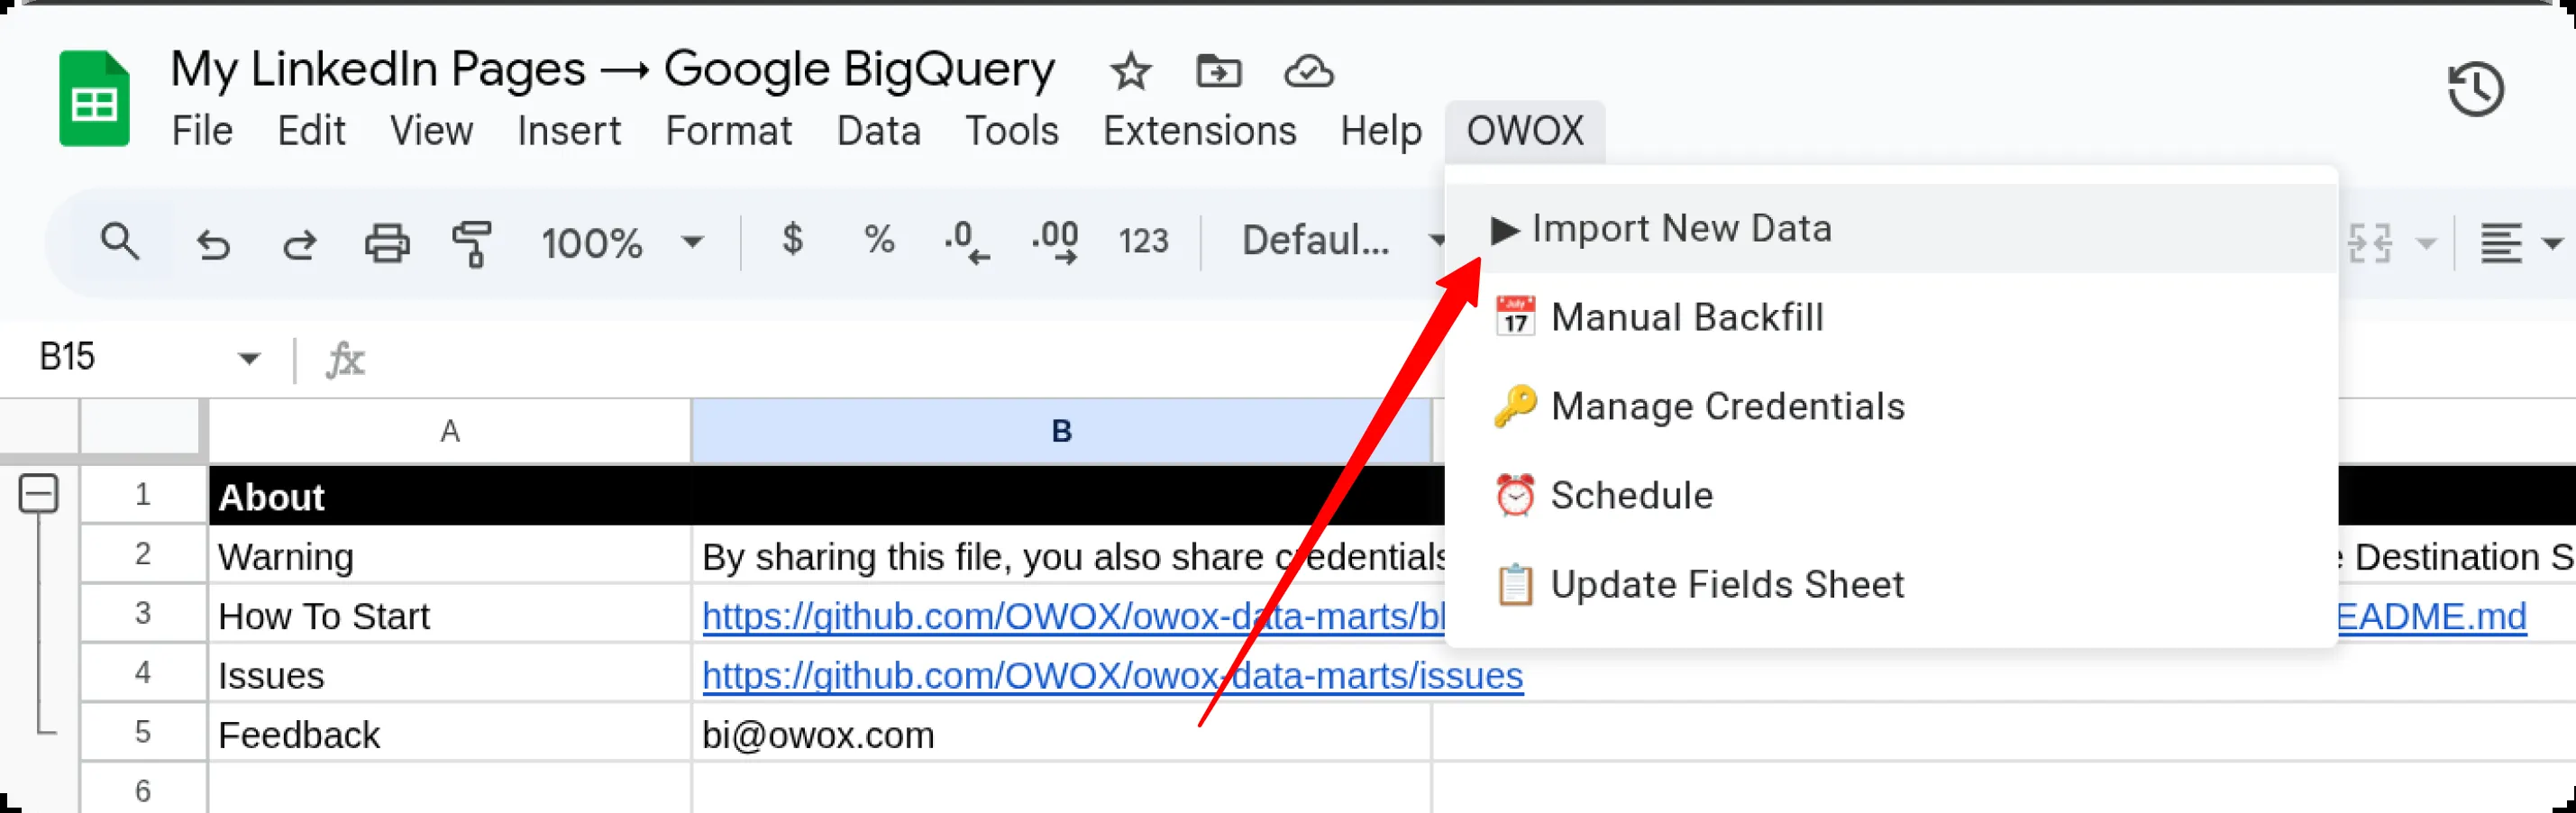 My LinkedIn Pages → Google BigQuery
File Edit View Insert Format Data Tools Extensions Help OWOX
100% $ % .0 .00 123 Defaul...
▶ Import New Data
July 17 Manual Backfill
Manage Credentials
Schedule
Update Fields Sheet
B15 fx
A B
1 About
2 Warning By sharing this file, you also share credentials Destination S
3 How To Start https://github.com/OWOX/owox-data-marts/bl EADME.md
4 Issues https://github.com/OWOX/owox-data-marts/issues
5 Feedback bi@owox.com
6